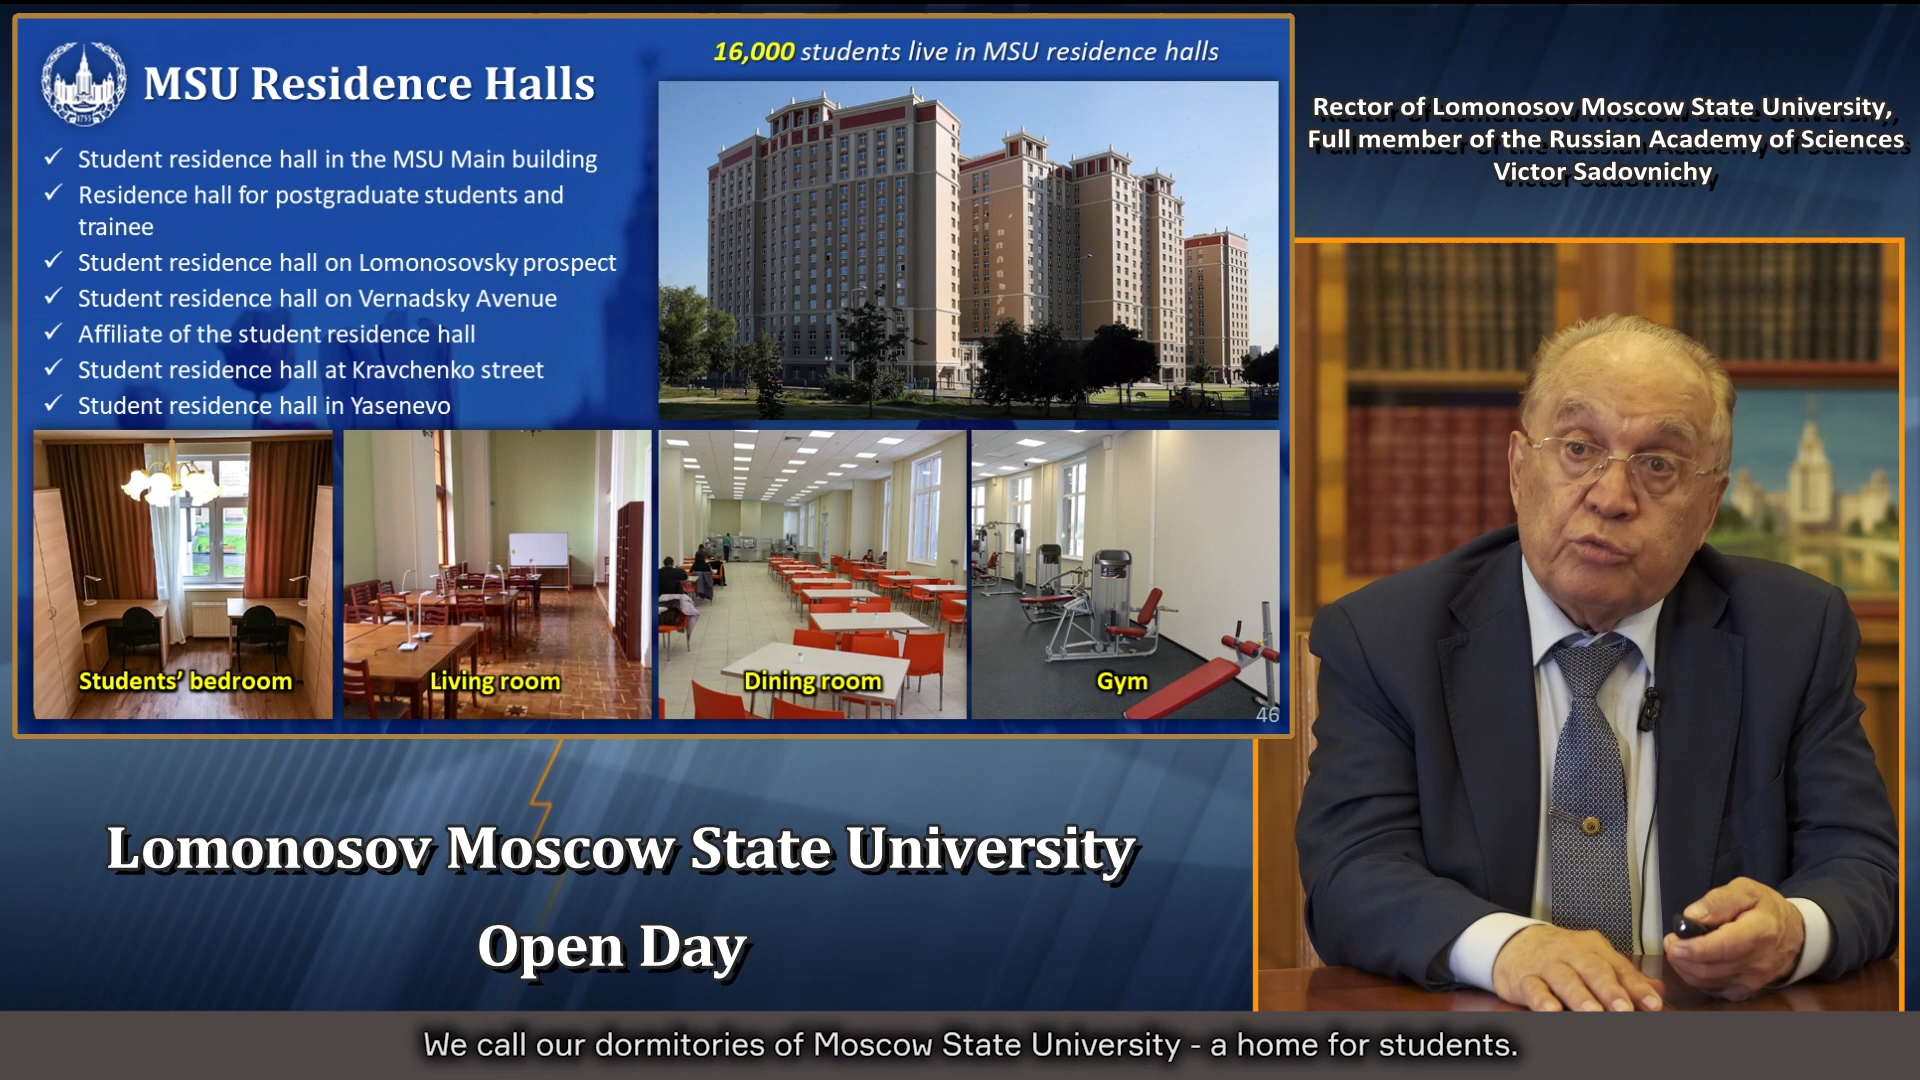 MSU Residence Halls
1755
16,000 students live in MSU residence halls
✓ Student residence hall in the MSU Main building
✓ Residence hall for postgraduate students and
trainee
✓ Student residence hall on Lomonosovsky prospect
✓ Student residence hall on Vernadsky Avenue
✓ Affiliate of the student residence hall
✓ Student residence hall at Kravchenko street
✓ Student residence hall in Yasenevo
Students’ bedroom
Living room
Dining room
Gym
46
Rector of Lomonosov Moscow State University,
Full member of the Russian Academy of Sciences
Victor Sadovnichy
Lomonosov Moscow State University
Open Day
We call our dormitories of Moscow State University - a home for students.